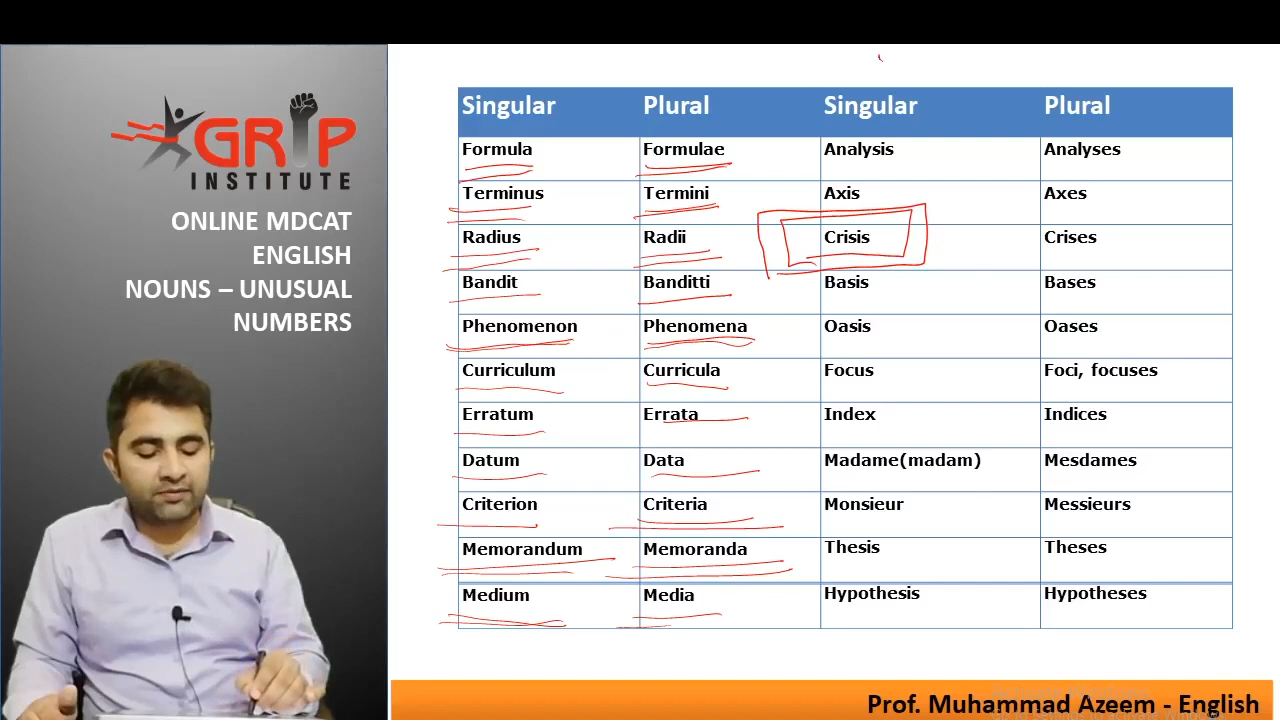 GRIP
INSTITUTE
ONLINE MDCAT
ENGLISH
NOUNS – UNUSUAL
NUMBERS
Singular Plural Singular Plural
Formula Formulae Analysis Analyses
Terminus Termini Axis Axes
Radius Radii Crisis Crises
Bandit Banditti Basis Bases
Phenomenon Phenomena Oasis Oases
Curriculum Curricula Focus Foci, focuses
Erratum Errata Index Indices
Datum Data Madame(madam) Mesdames
Criterion Criteria Monsieur Messieurs
Memorandum Memoranda Thesis Theses
Medium Media Hypothesis Hypotheses
Prof. Muhammad Azeem - English